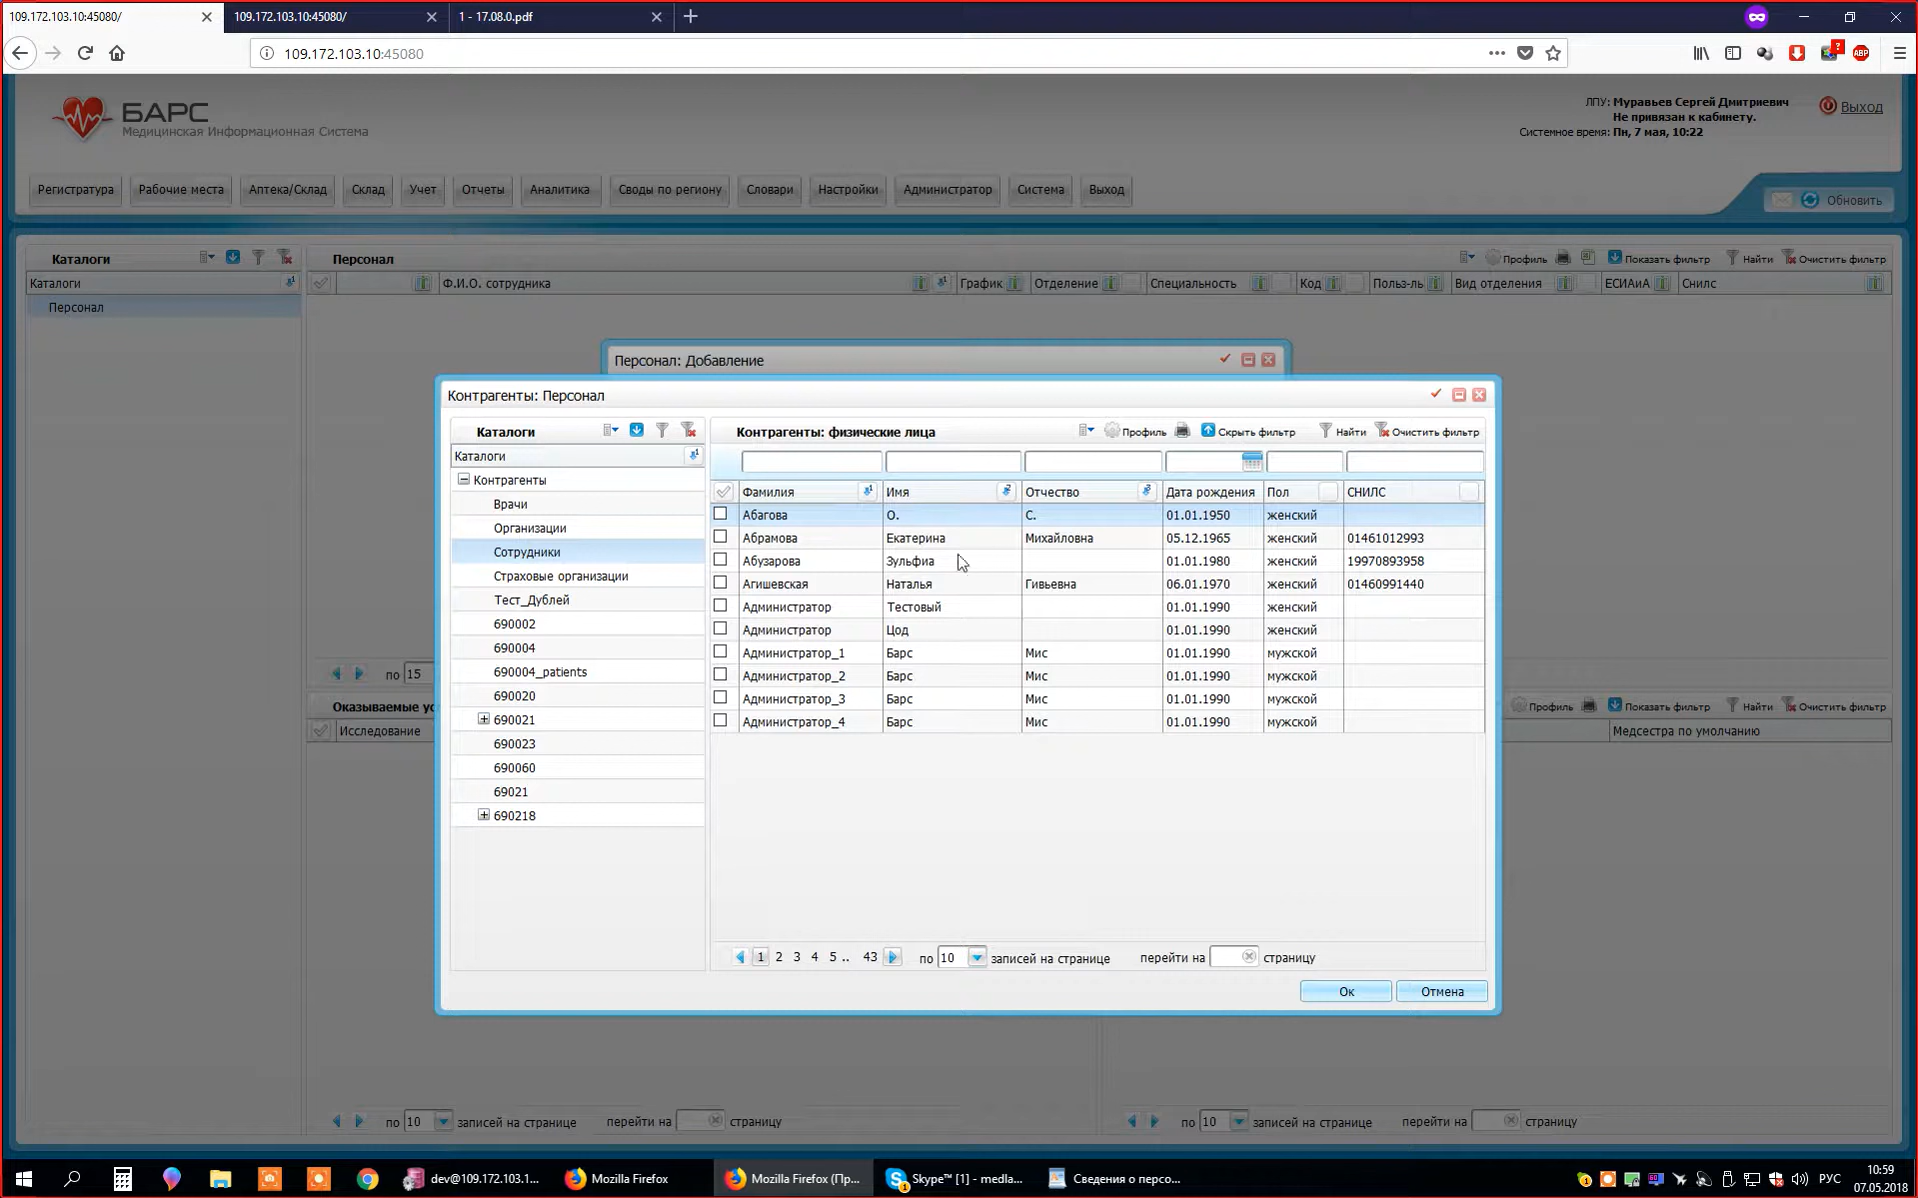 109.172.103.10:45080/
109.172.103.10:45080/
1 - 17.08.0.pdf
109.172.103.10:45080
БАРС
Медицинская Информационная Система
ЛПУ: Муравьев Сергей Дмитриевич
Не привязан к кабинету.
Системное время: Пн, 7 мая, 10:22
Выход
Регистратура Рабочие места Аптека/Склад Склад Учет Отчеты Аналитика Своды по региону Словари Настройки Администратор Система Выход
Обновить
Каталоги
Каталоги
Персонал
Персонал
Профиль Показать фильтр Найти Очистить фильтр
Ф.И.О. сотрудника График Отделение Специальность Код Польз-ль Вид отделения ЕСИАиА Снилс
Персонал: Добавление
Контрагенты: Персонал
Каталоги
Каталоги
Контрагенты
Врачи
Организации
Сотрудники
Страховые организации
Тест_Дублей
690002
690004
690004_patients
690020
690021
690023
690060
69021
690218
Контрагенты: физические лица
Профиль Скрыть фильтр Найти Очистить фильтр
Фамилия Имя Отчество Дата рождения Пол СНИЛС
Абагова О. С. 01.01.1950 женский
Абрамова Екатерина Михайловна 05.12.1965 женский 01461012993
Абузарова Зульфиа 01.01.1980 женский 19970893958
Агишевская Наталья Гивьевна 06.01.1970 женский 01460991440
Администратор Тестовый 01.01.1990 женский
Администратор Цод 01.01.1990 женский
Администратор_1 Барс Мис 01.01.1990 мужской
Администратор_2 Барс Мис 01.01.1990 мужской
Администратор_3 Барс Мис 01.01.1990 мужской
Администратор_4 Барс Мис 01.01.1990 мужской
1 2 3 4 5 .. 43 по 10 записей на странице перейти на страницу
Ок Отмена
по 15
Оказываемые ус
Исследование
Профиль Показать фильтр Найти Очистить фильтр
Медсестра по умолчанию
по 10 записей на странице перейти на страницу
по 10 записей на странице перейти на страницу
dev@109.172.103.1...
Mozilla Firefox
Mozilla Firefox (Пр...
Skype™ [1] - medla...
Сведения о персо...
РУС
10:59
07.05.2018